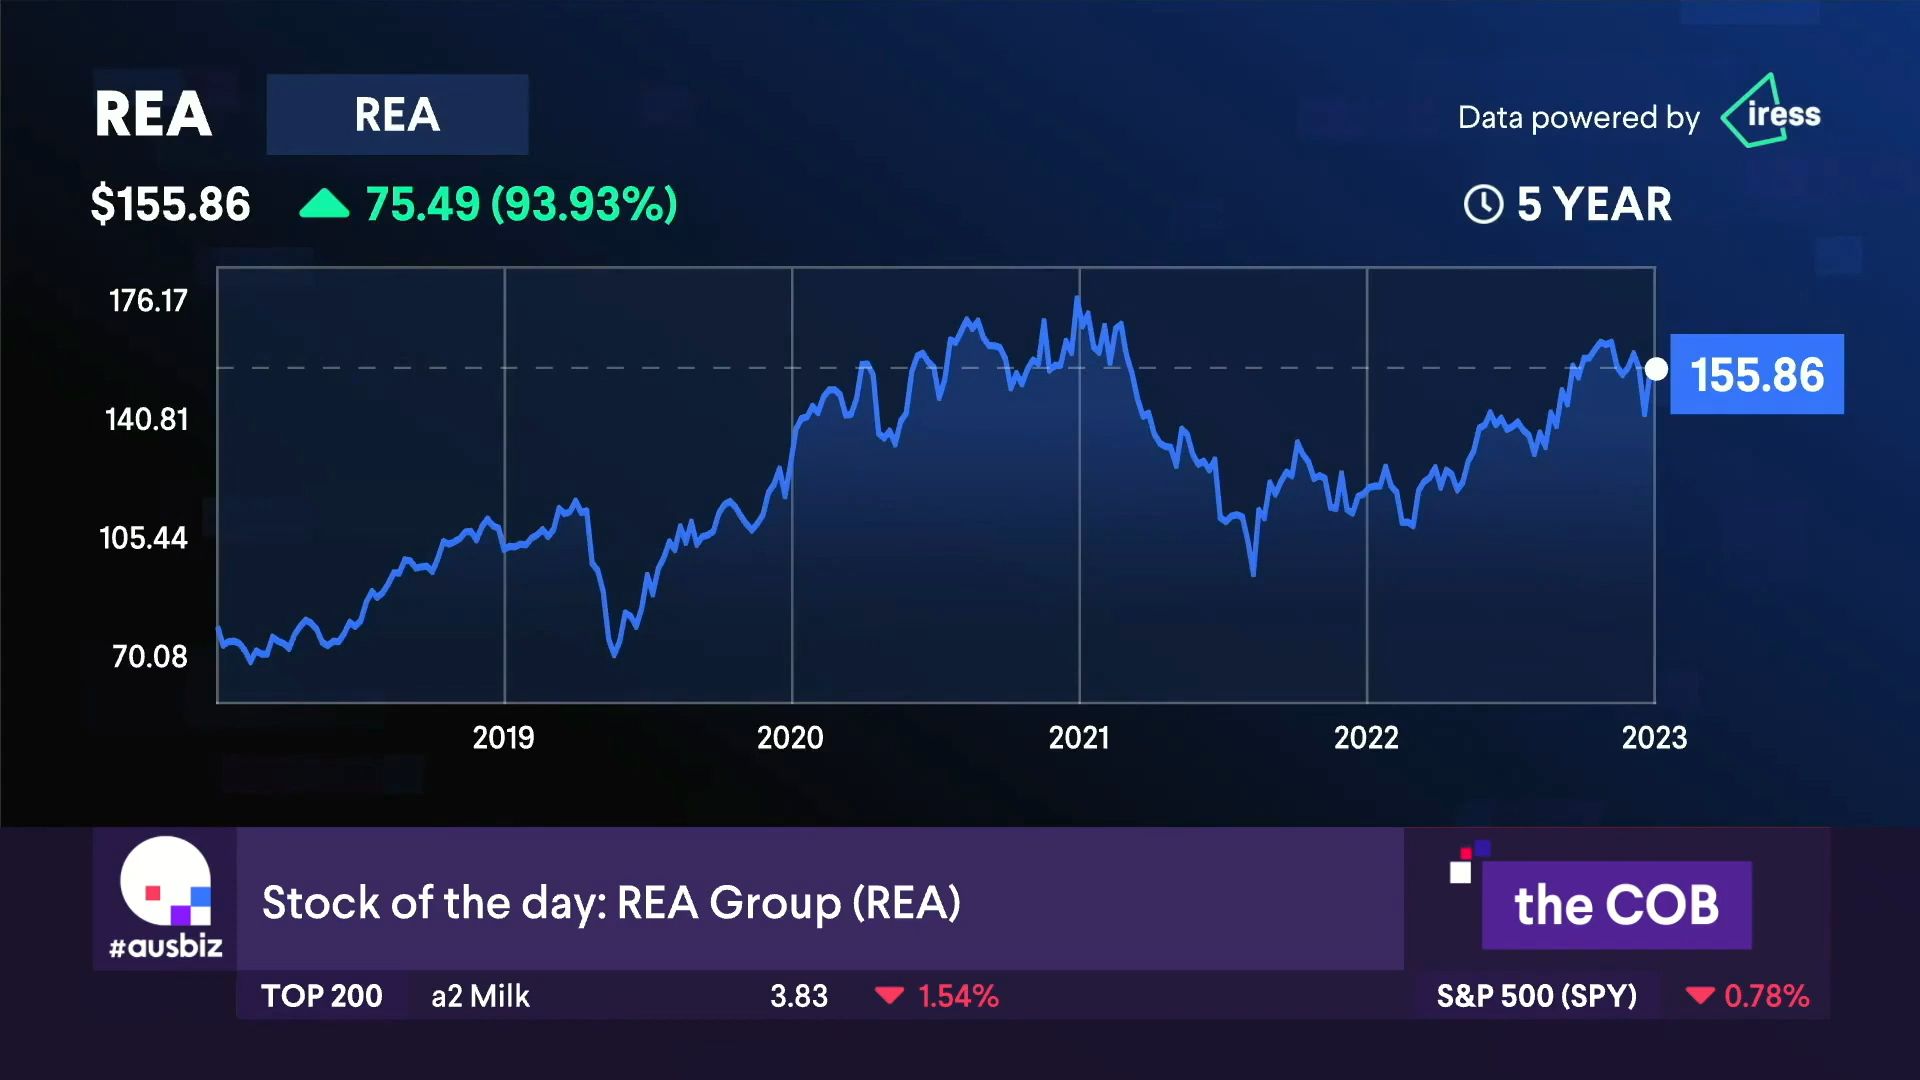 REA REA
Data powered by iress
$155.86 75.49 (93.93%)
5 YEAR
176.17
140.81
105.44
70.08
155.86
2019 2020 2021 2022 2023
#ausbiz
Stock of the day: REA Group (REA)
the COB
TOP 200 a2 Milk 3.83 1.54%
S&P 500 (SPY) 0.78%